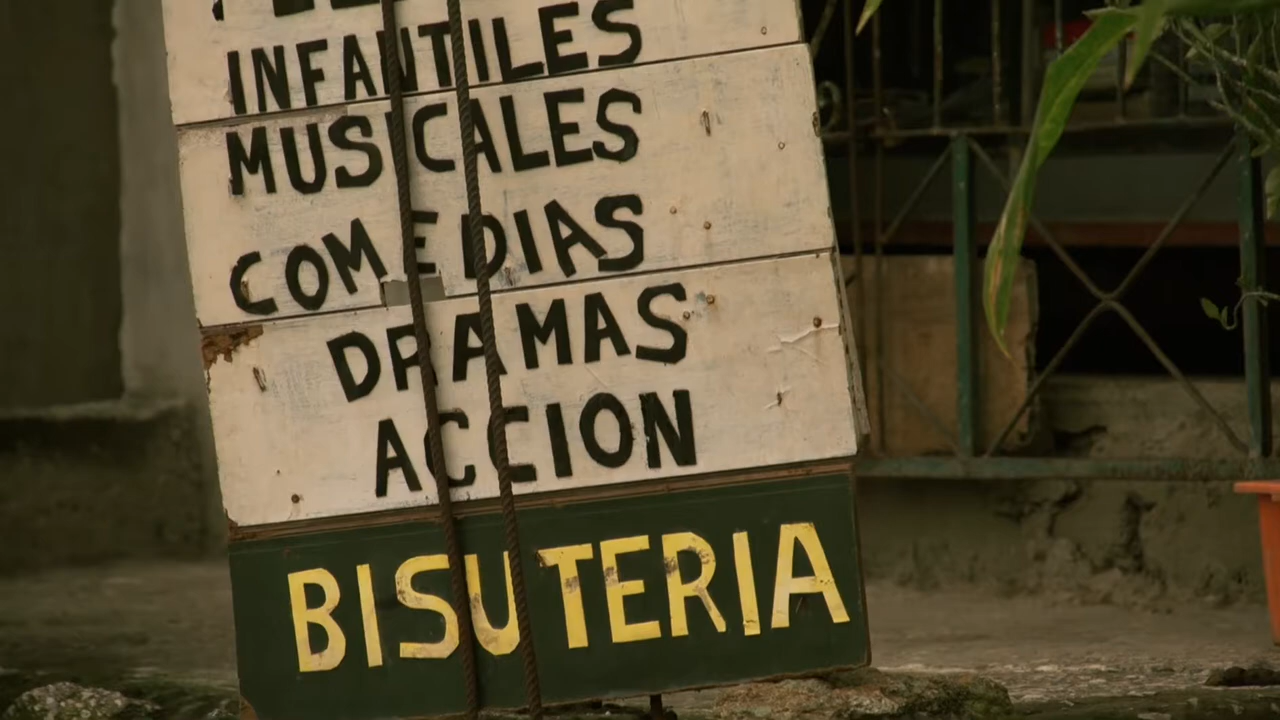 INFANTILES
MUSICALES
COMEDIAS
DRAMAS
ACCION
BISUTERIA